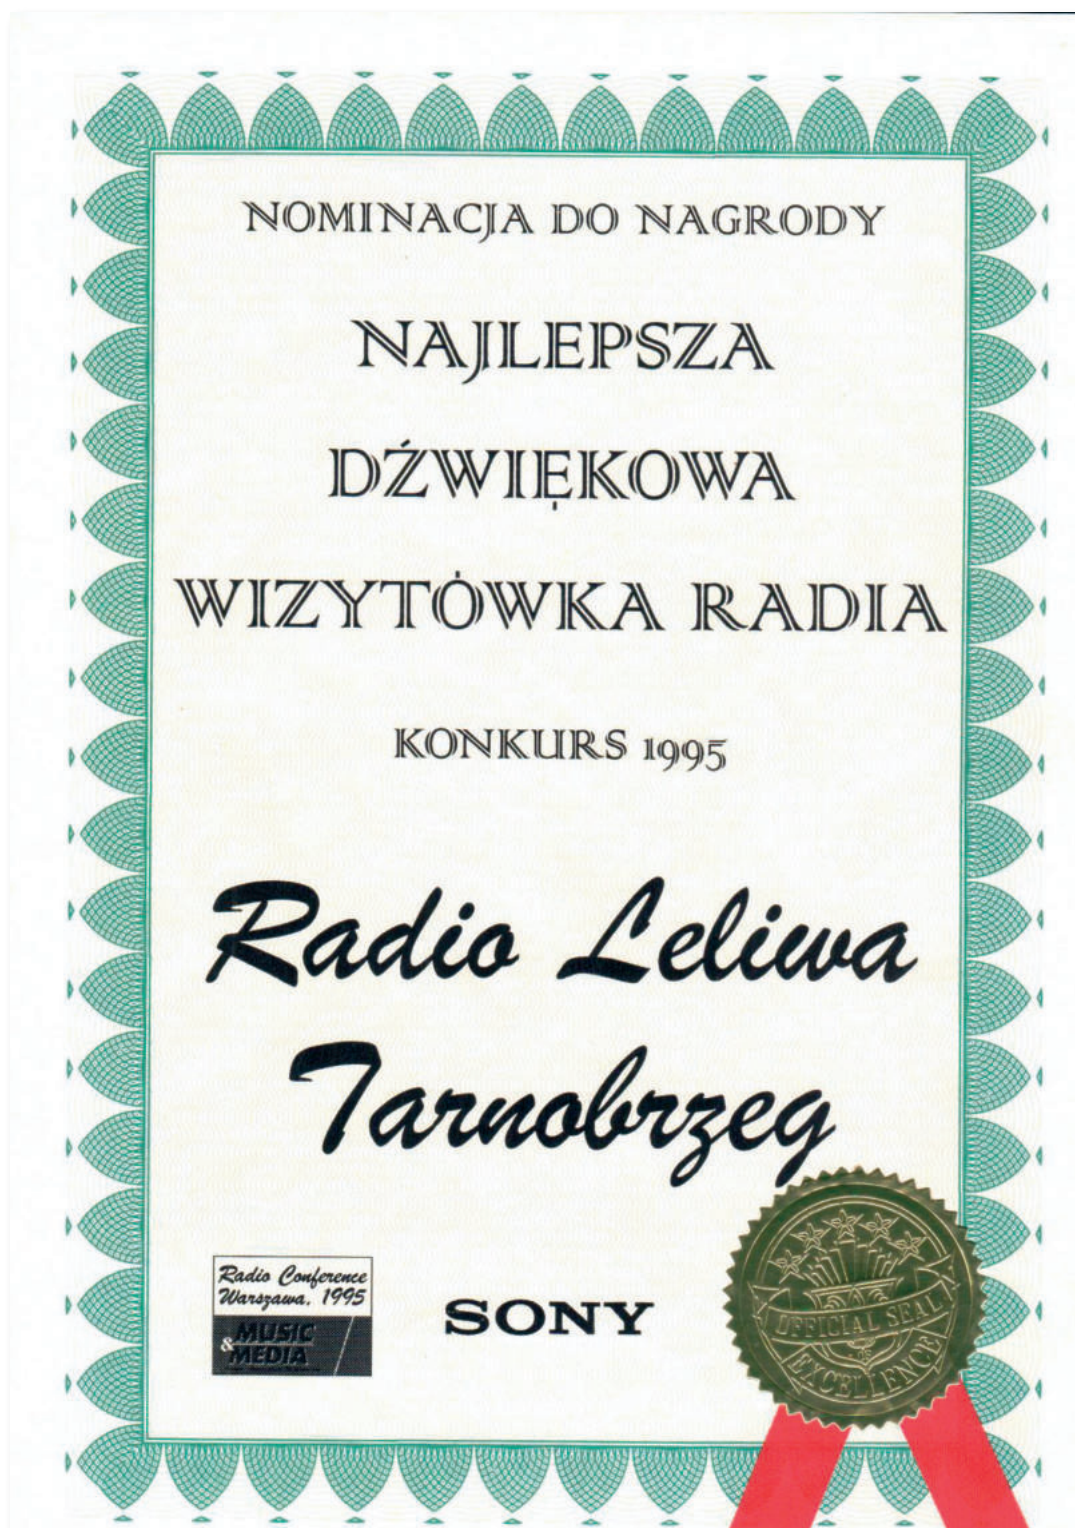 NOMINACJA DO NAGRODY
NAJLEPSZA
DŹWIĘKOWA
WIZYTÓWKA RADIA
KONKURS 1995
Radio Leliwa
Tarnobrzeg
Radio Conference
Warszawa, 1995
MUSIC
& MEDIA
SONY
OFFICIAL SEAL
EXCELLENCE